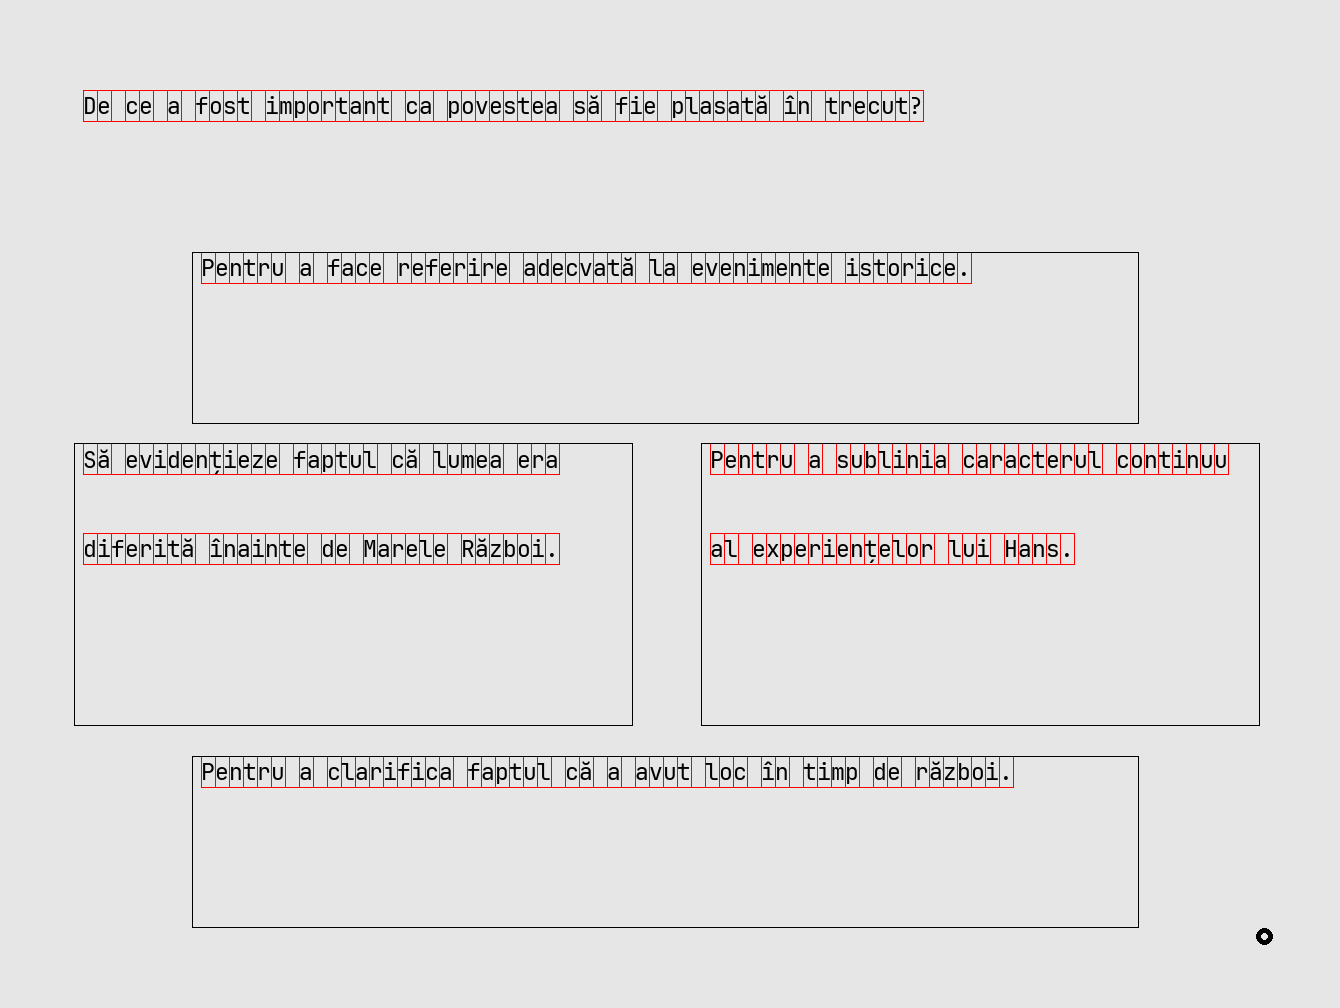 De ce a fost important ca povestea să fie plasată în trecut?
Pentru a face referire adecvată la evenimente istorice.
Să evidențieze faptul că lumea era
diferită înainte de Marele Război.
Pentru a sublinia caracterul continuu
al experiențelor lui Hans.
Pentru a clarifica faptul că a avut loc în timp de război.